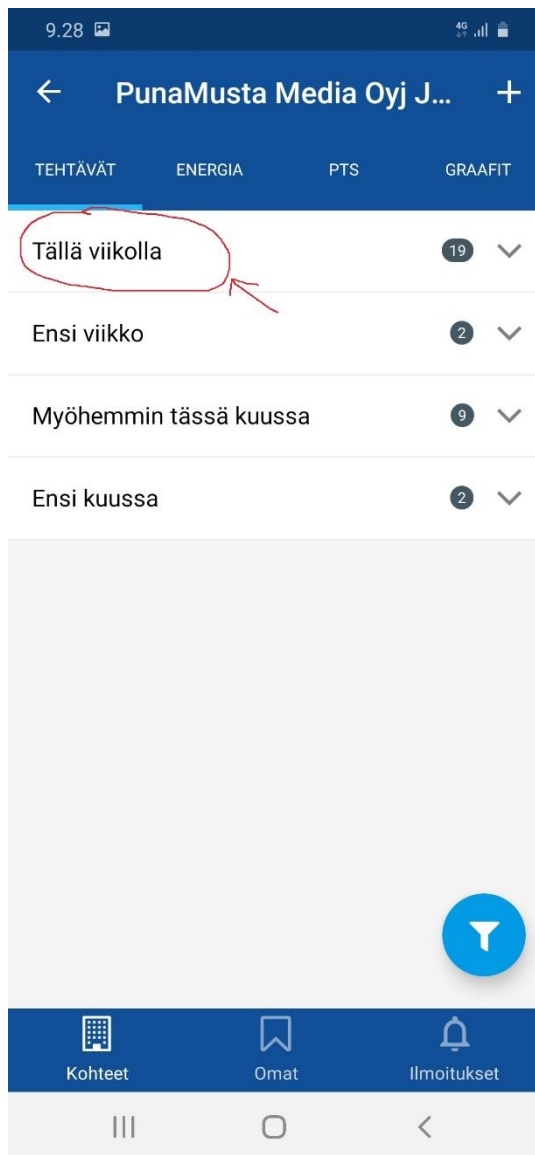 9.28 4G
PunaMusta Media Oyj J...
TEHTÄVÄT ENERGIA PTS GRAAFIT
Tällä viikolla 19
Ensi viikko 2
Myöhemmin tässä kuussa 9
Ensi kuussa 2
Kohteet Omat Ilmoitukset